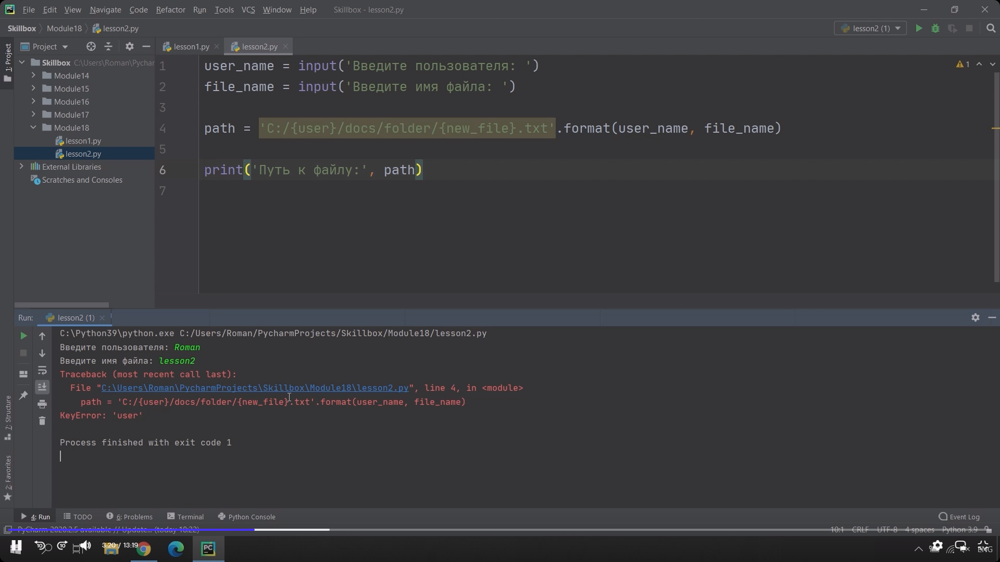 File Edit View Navigate Code Refactor Run Tools VCS Window Help Skillbox - lesson2.py
Skillbox Module18 lesson2.py lesson2 (1)
1: Project
Project
lesson1.py lesson2.py
Skillbox C:\Users\Roman\Pychar
Module14
Module15
Module16
Module17
Module18
lesson1.py
lesson2.py
External Libraries
Scratches and Consoles
1 user_name = input('Введите пользователя: ')
1
2 file_name = input('Введите имя файла: ')
3
4 path = 'C:/{user}/docs/folder/{new_file}.txt'.format(user_name, file_name)
5
6 print('Путь к файлу:', path)
7
Run: lesson2 (1)
C:\Python39\python.exe C:/Users/Roman/PycharmProjects/Skillbox/Module18/lesson2.py
Введите пользователя: Roman
Введите имя файла: lesson2
Traceback (most recent call last):
File "C:\Users\Roman\PycharmProjects\Skillbox\Module18\lesson2.py", line 4, in <module>
path = 'C:/{user}/docs/folder/{new_file}.txt'.format(user_name, file_name)
KeyError: 'user'
Process finished with exit code 1
7: Structure
2: Favorites
4: Run TODO 6: Problems Terminal Python Console Event Log
PyCharm 2020.2.5 available // Update... (today 18:22) 10:1 CRLF UTF-8 4 spaces Python 3.9
10 10 3:20 / 13:19 PC ENG